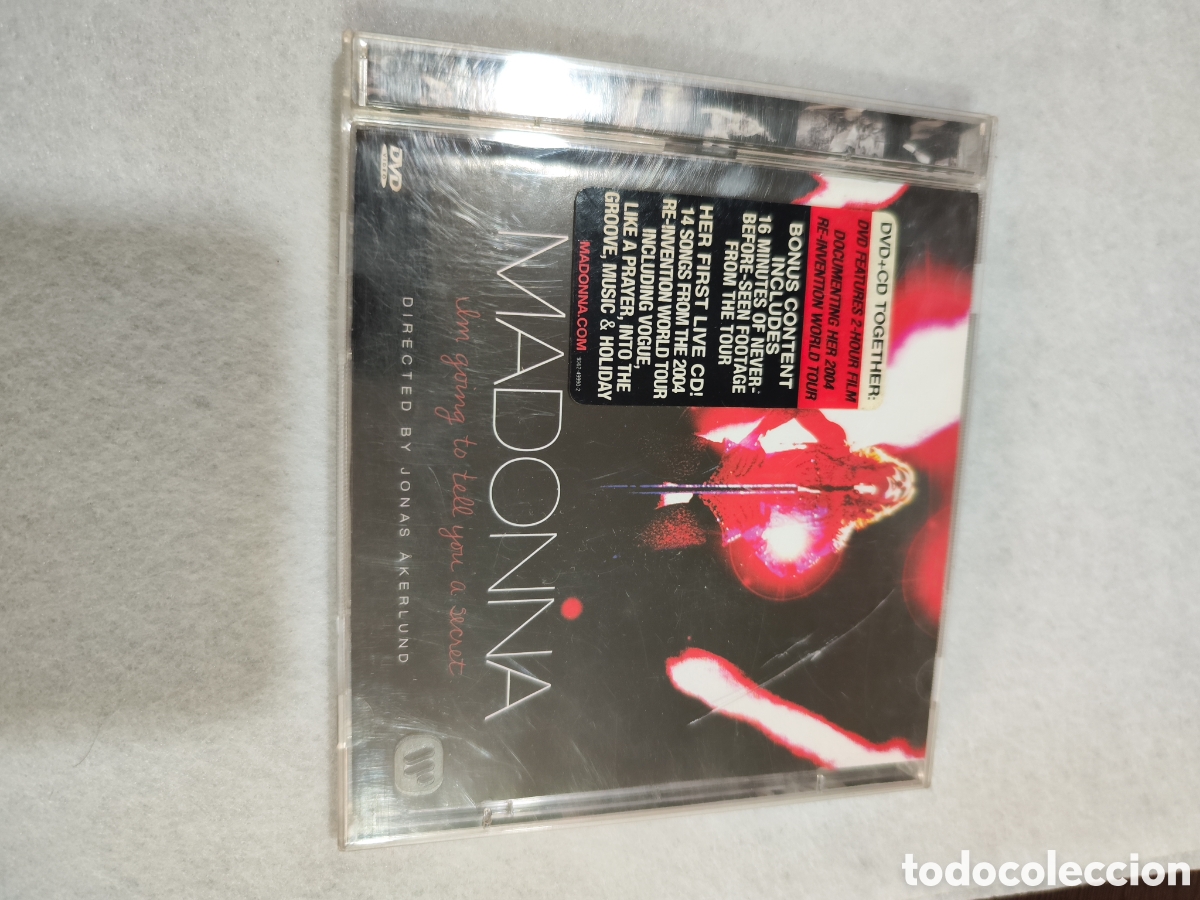 DVD+CD TOGETHER:
DVD FEATURES 2-HOUR FILM
DOCUMENTING HER 2004
RE-INVENTION WORLD TOUR
BONUS CONTENT
INCLUDES
16 MINUTES OF NEVER-
BEFORE-SEEN FOOTAGE
FROM THE TOUR
HER FIRST LIVE CD!
14 SONGS FROM THE 2004
RE-INVENTION WORLD TOUR
INCLUDING VOGUE,
LIKE A PRAYER, INTO THE
GROOVE, MUSIC & HOLIDAY
MADONNA.COM
MADONNA
I'm going to tell you a secret
DVD
VIDEO
DIRECTED BY JONAS ÅKERLUND
todocoleccion